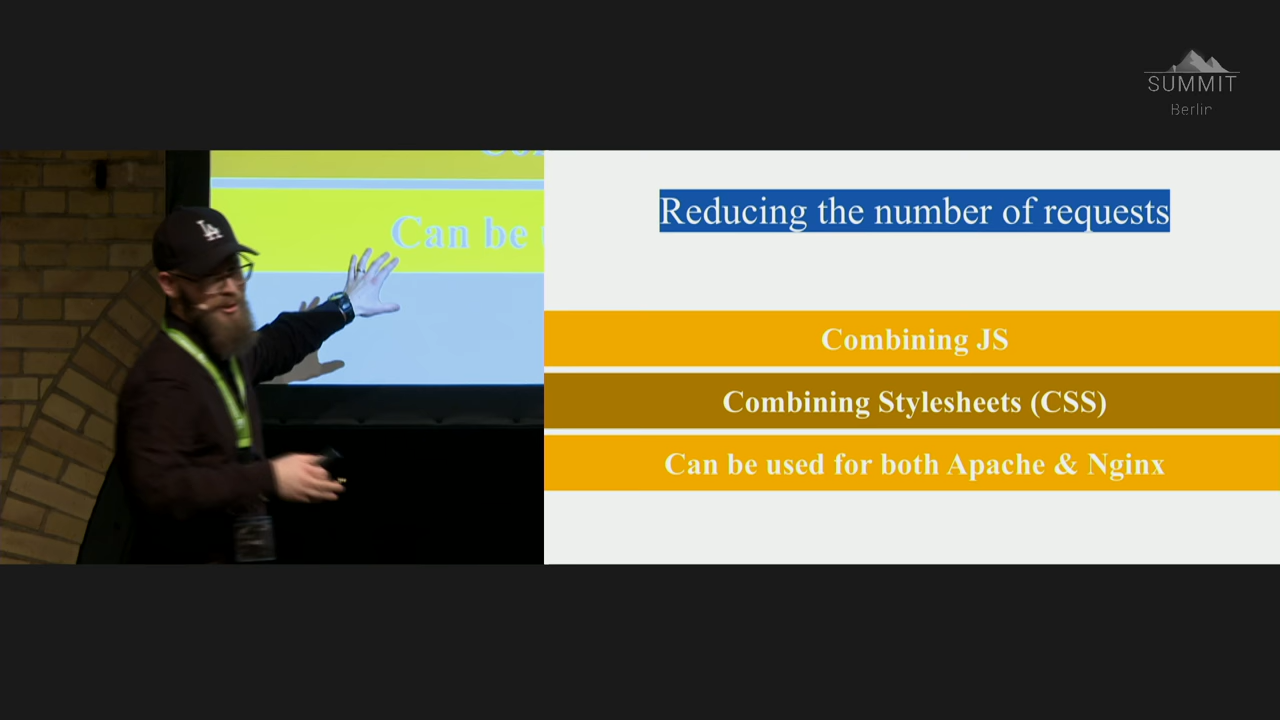 SUMMIT
Berlin
LA
Can be
Reducing the number of requests
Combining JS
Combining Stylesheets (CSS)
Can be used for both Apache & Nginx